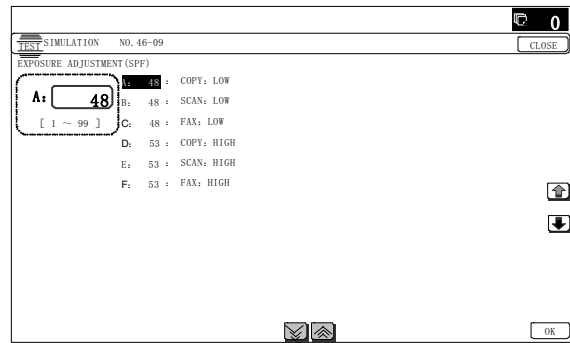 0
TEST SIMULATION NO.46-09
CLOSE
EXPOSURE ADJUSTMENT(SPF)
A: 48
[ 1 ～ 99 ]
A: 48 : COPY: LOW
B: 48 : SCAN: LOW
C: 48 : FAX: LOW
D: 53 : COPY: HIGH
E: 53 : SCAN: HIGH
F: 53 : FAX: HIGH
OK